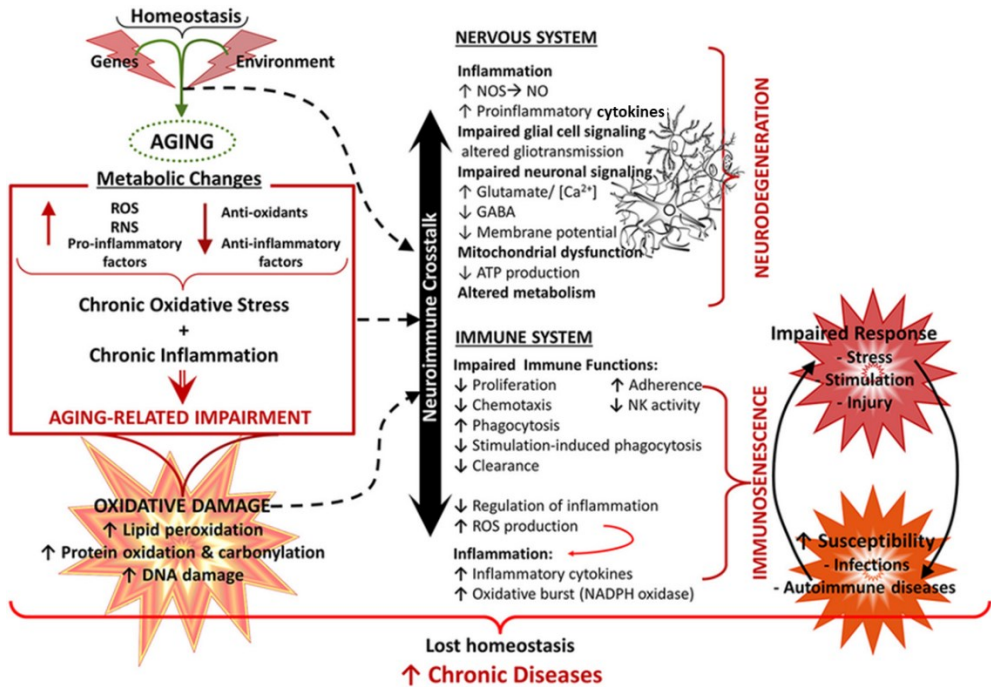 Homeostasis
Genes
Environment
AGING
Metabolic Changes
↑ ROS
RNS
Pro-inflammatory
factors
↓ Anti-oxidants
Anti-inflammatory
factors
Chronic Oxidative Stress
+
Chronic Inflammation
AGING-RELATED IMPAIRMENT
OXIDATIVE DAMAGE
↑ Lipid peroxidation
↑ Protein oxidation & carbonylation
↑ DNA damage
Neuroimmune Crosstalk
NERVOUS SYSTEM
Inflammation
↑ NOS→ NO
↑ Proinflammatory cytokines
Impaired glial cell signaling
altered gliotransmission
Impaired neuronal signaling
↑ Glutamate/ [Ca²⁺]
↓ GABA
↓ Membrane potential
Mitochondrial dysfunction
↓ ATP production
Altered metabolism
NEURODEGENERATION
IMMUNE SYSTEM
Impaired Immune Functions:
↓ Proliferation
↑ Adherence
↓ Chemotaxis
↓ NK activity
↑ Phagocytosis
↓ Stimulation-induced phagocytosis
↓ Clearance
↓ Regulation of inflammation
↑ ROS production
Inflammation:
↑ Inflammatory cytokines
↑ Oxidative burst (NADPH oxidase)
IMMUNOSENESCENCE
Impaired Response
- Stress
- Stimulation
- Injury
↑ Susceptibility
- Infections
- Autoimmune diseases
Lost homeostasis
↑ Chronic Diseases